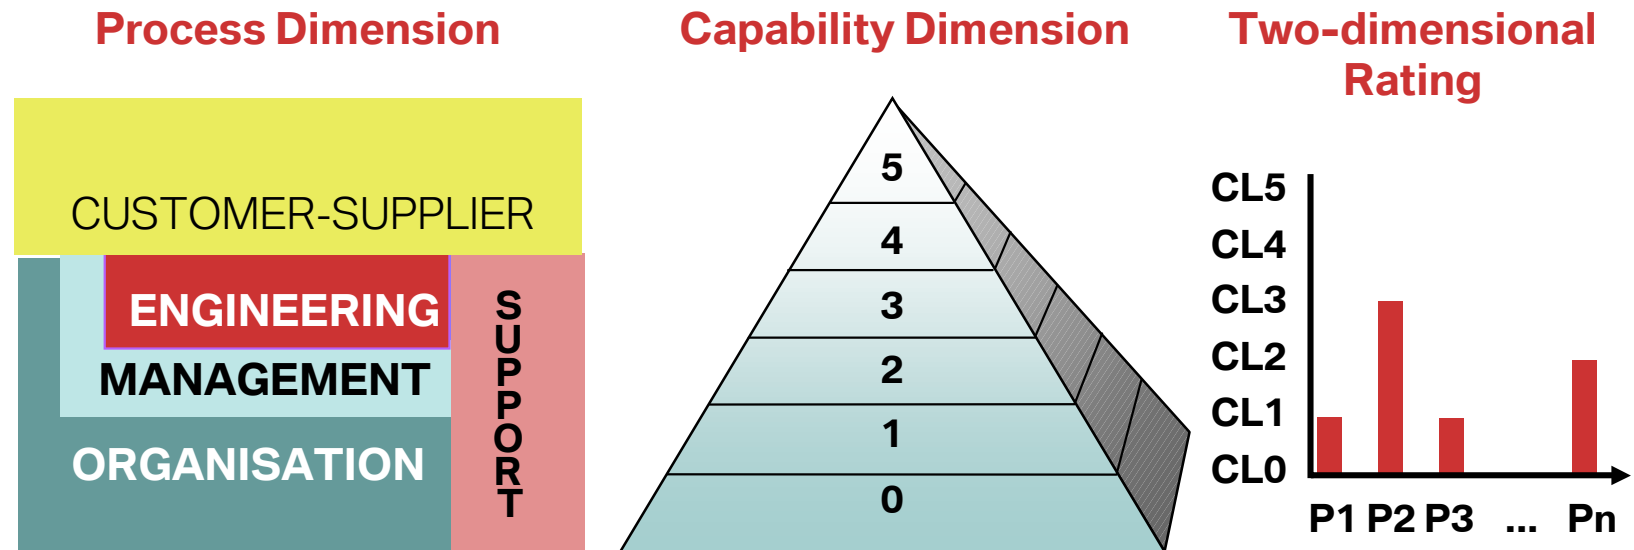 Process Dimension
CUSTOMER-SUPPLIER
ENGINEERING
MANAGEMENT
ORGANISATION
SUPPORT
Capability Dimension
5
4
3
2
1
0
Two-dimensional
Rating
CL5
CL4
CL3
CL2
CL1
CL0
P1 P2 P3 ... Pn